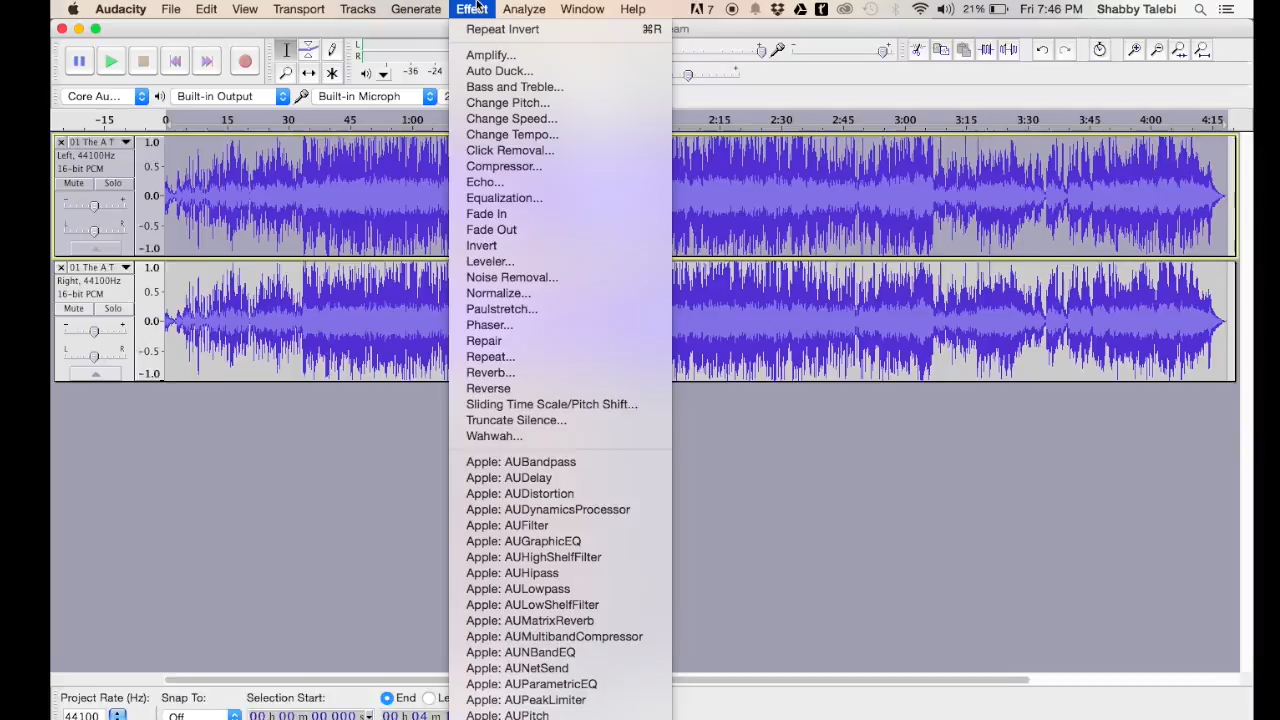 Audacity File Edit View Transport Tracks Generate Effect Analyze Window Help 7 21% Fri 7:46 PM Shabby Talebi
Repeat Invert ⌘R
L
R
-36 -24
Core Au... Built-in Output Built-in Microph 2
-15 0 15 30 45 1:00 2:15 2:30 2:45 3:00 3:15 3:30 3:45 4:00 4:15
01 The A T
Left, 44100Hz
16-bit PCM
Mute Solo
- +
L R
1.0
0.5
0.0
-0.5
-1.0
01 The A T
Right, 44100Hz
16-bit PCM
Mute Solo
- +
L R
1.0
0.5
0.0
-0.5
-1.0
Amplify...
Auto Duck...
Bass and Treble...
Change Pitch...
Change Speed...
Change Tempo...
Click Removal...
Compressor...
Echo...
Equalization...
Fade In
Fade Out
Invert
Leveler...
Noise Removal...
Normalize...
Paulstretch...
Phaser...
Repair
Repeat...
Reverb...
Reverse
Sliding Time Scale/Pitch Shift...
Truncate Silence...
Wahwah...
Apple: AUBandpass
Apple: AUDelay
Apple: AUDistortion
Apple: AUDynamicsProcessor
Apple: AUFilter
Apple: AUGraphicEQ
Apple: AUHighShelfFilter
Apple: AUHipass
Apple: AULowpass
Apple: AULowShelfFilter
Apple: AUMatrixReverb
Apple: AUMultibandCompressor
Apple: AUNBandEQ
Apple: AUNetSend
Apple: AUParametricEQ
Apple: AUPeakLimiter
Apple: AUPitch
Project Rate (Hz): Snap To: Selection Start: End Le
44100 Off 00 h 00 m 00.000 s 00 h 04 m